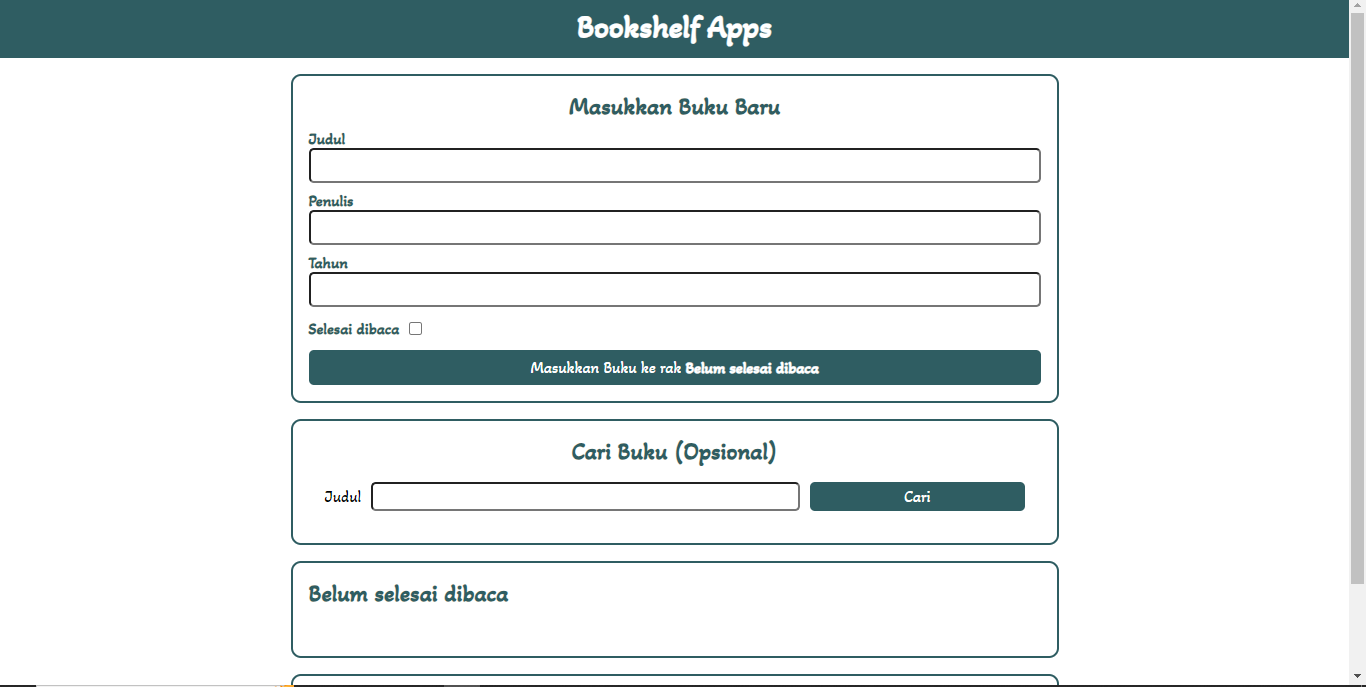 Bookshelf Apps
Masukkan Buku Baru
Judul
Penulis
Tahun
Selesai dibaca
Masukkan Buku ke rak Belum selesai dibaca
Cari Buku (Opsional)
Judul
Cari
Belum selesai dibaca